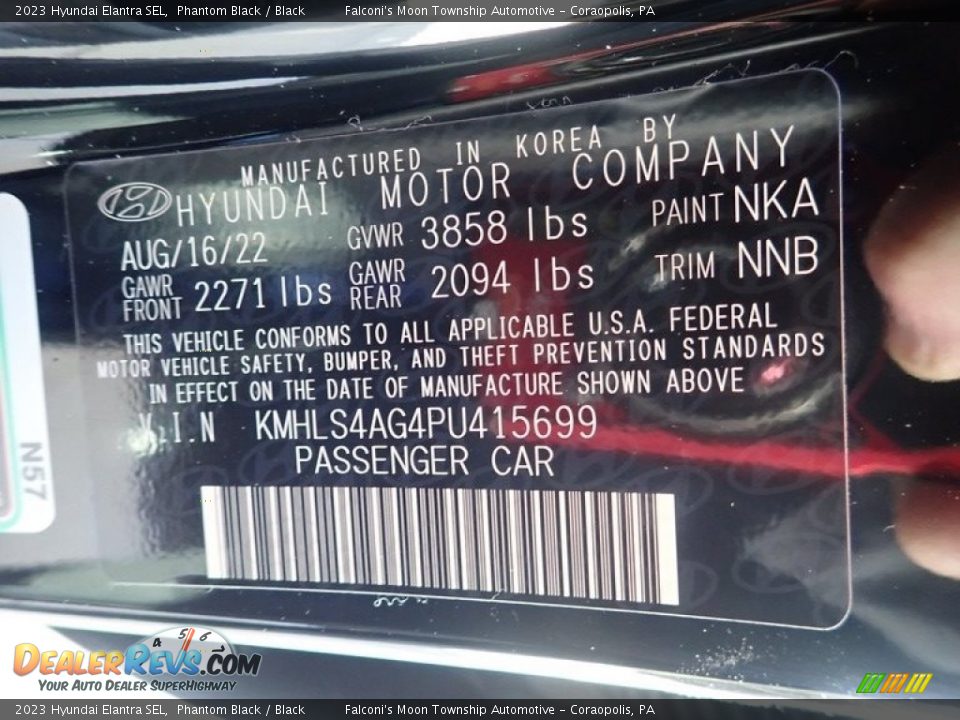 2023 Hyundai Elantra SEL, Phantom Black / Black Falconi's Moon Township Automotive - Coraopolis, PA
MANUFACTURED IN KOREA BY
HYUNDAI MOTOR COMPANY
AUG/16/22 GVWR 3858 lbs PAINT NKA
GAWR FRONT 2271 lbs GAWR REAR 2094 lbs TRIM NNB
THIS VEHICLE CONFORMS TO ALL APPLICABLE U.S.A. FEDERAL
MOTOR VEHICLE SAFETY, BUMPER, AND THEFT PREVENTION STANDARDS
IN EFFECT ON THE DATE OF MANUFACTURE SHOWN ABOVE
V.I.N KMHLS4AG4PU415699
PASSENGER CAR
N57
4 5 6
DEALERREVS.COM
YOUR AUTO DEALER SUPERHIGHWAY
2023 Hyundai Elantra SEL, Phantom Black / Black Falconi's Moon Township Automotive - Coraopolis, PA